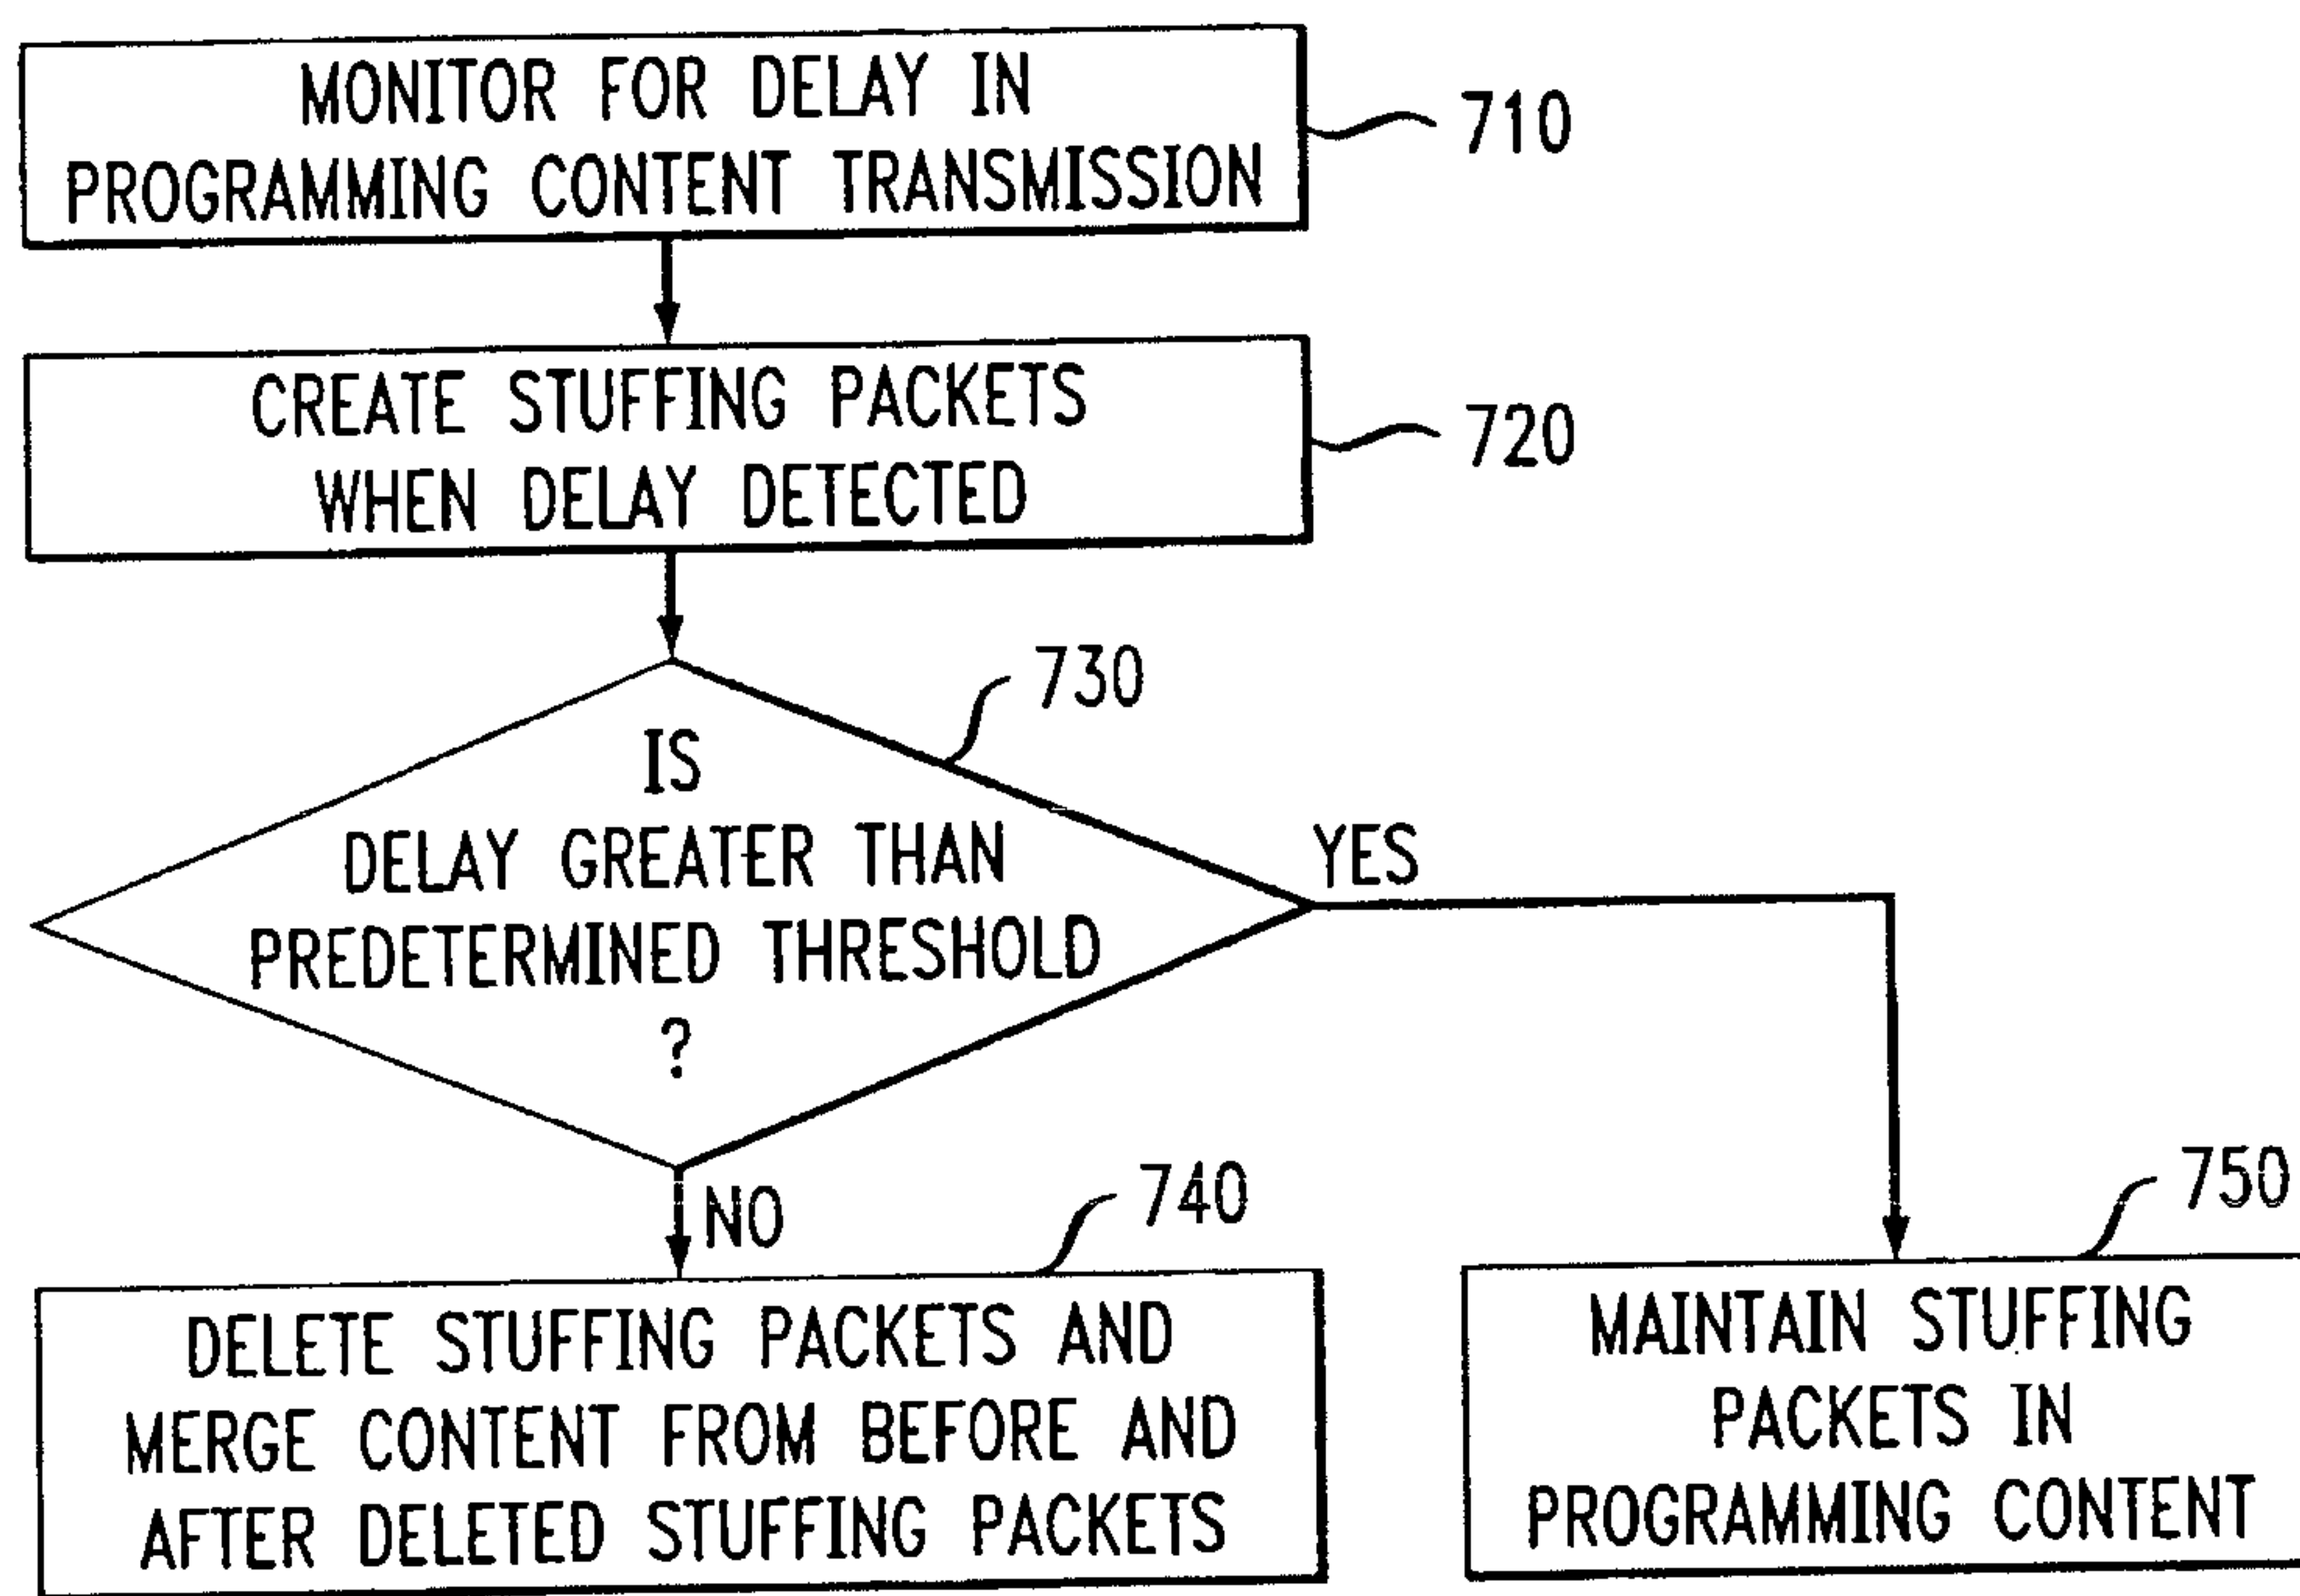 MONITOR FOR DELAY IN
PROGRAMMING CONTENT TRANSMISSION
710
CREATE STUFFING PACKETS
WHEN DELAY DETECTED
720
730
IS
DELAY GREATER THAN
PREDETERMINED THRESHOLD
?
YES
NO
740
DELETE STUFFING PACKETS AND
MERGE CONTENT FROM BEFORE AND
AFTER DELETED STUFFING PACKETS
750
MAINTAIN STUFFING
PACKETS IN
PROGRAMMING CONTENT